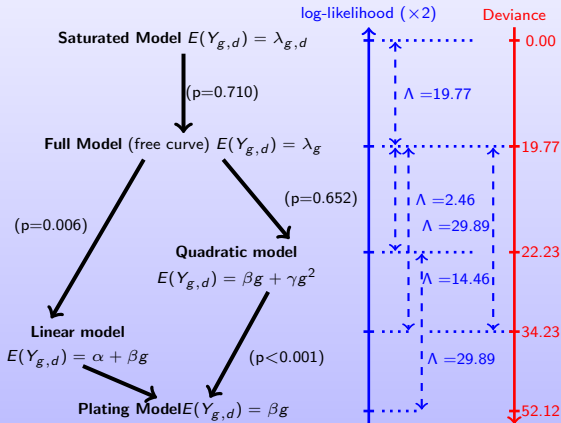 log-likelihood (×2)
Deviance
Saturated Model E(Y_{g,d}) = λ_{g,d}
0.00
(p=0.710)
Λ =19.77
Full Model (free curve) E(Y_{g,d}) = λ_g
19.77
(p=0.652)
Λ =2.46
(p=0.006)
Λ =29.89
Quadratic model
22.23
E(Y_{g,d}) = βg + γg²
Λ =14.46
Linear model
34.23
E(Y_{g,d}) = α + βg
(p<0.001)
Λ =29.89
Plating ModelE(Y_{g,d}) = βg
52.12